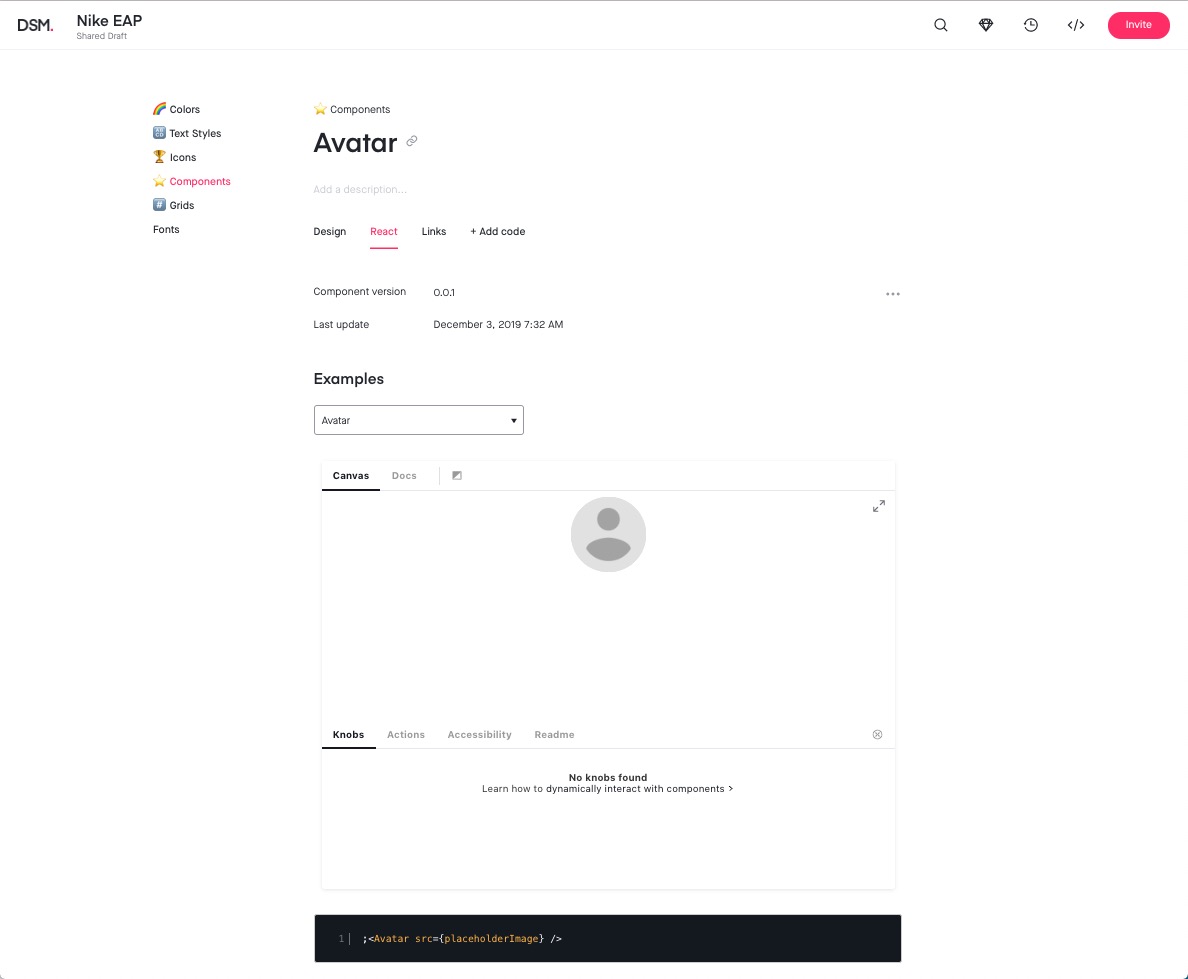 DSM.
Nike EAP
Shared Draft
Invite
Colors
Text Styles
Icons
Components
Grids
Fonts
Components
Avatar
Add a description...
Design React Links + Add code
Component version 0.0.1
Last update December 3, 2019 7:32 AM
Examples
Avatar
Canvas Docs
Knobs Actions Accessibility Readme
No knobs found
Learn how to dynamically interact with components >
1 ;<Avatar src={placeholderImage} />